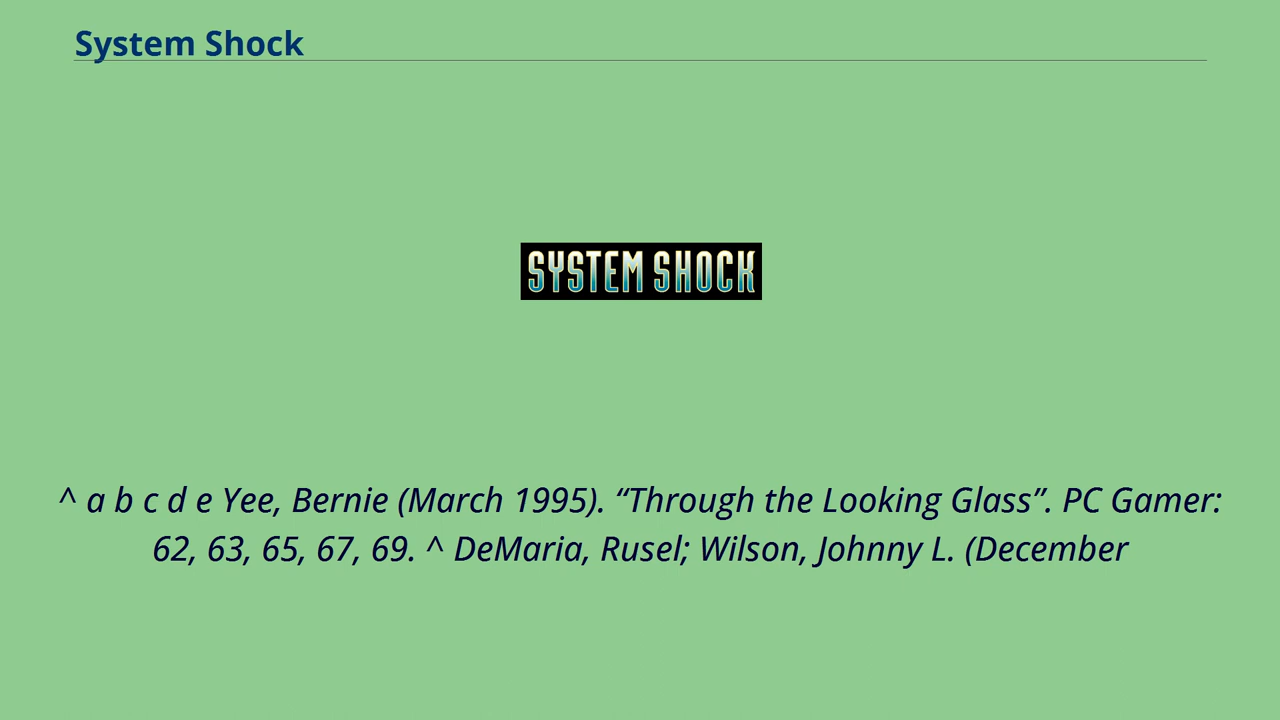 System Shock
SYSTEM SHOCK
^ a b c d e Yee, Bernie (March 1995). “Through the Looking Glass”. PC Gamer:
62, 63, 65, 67, 69. ^ DeMaria, Rusel; Wilson, Johnny L. (December